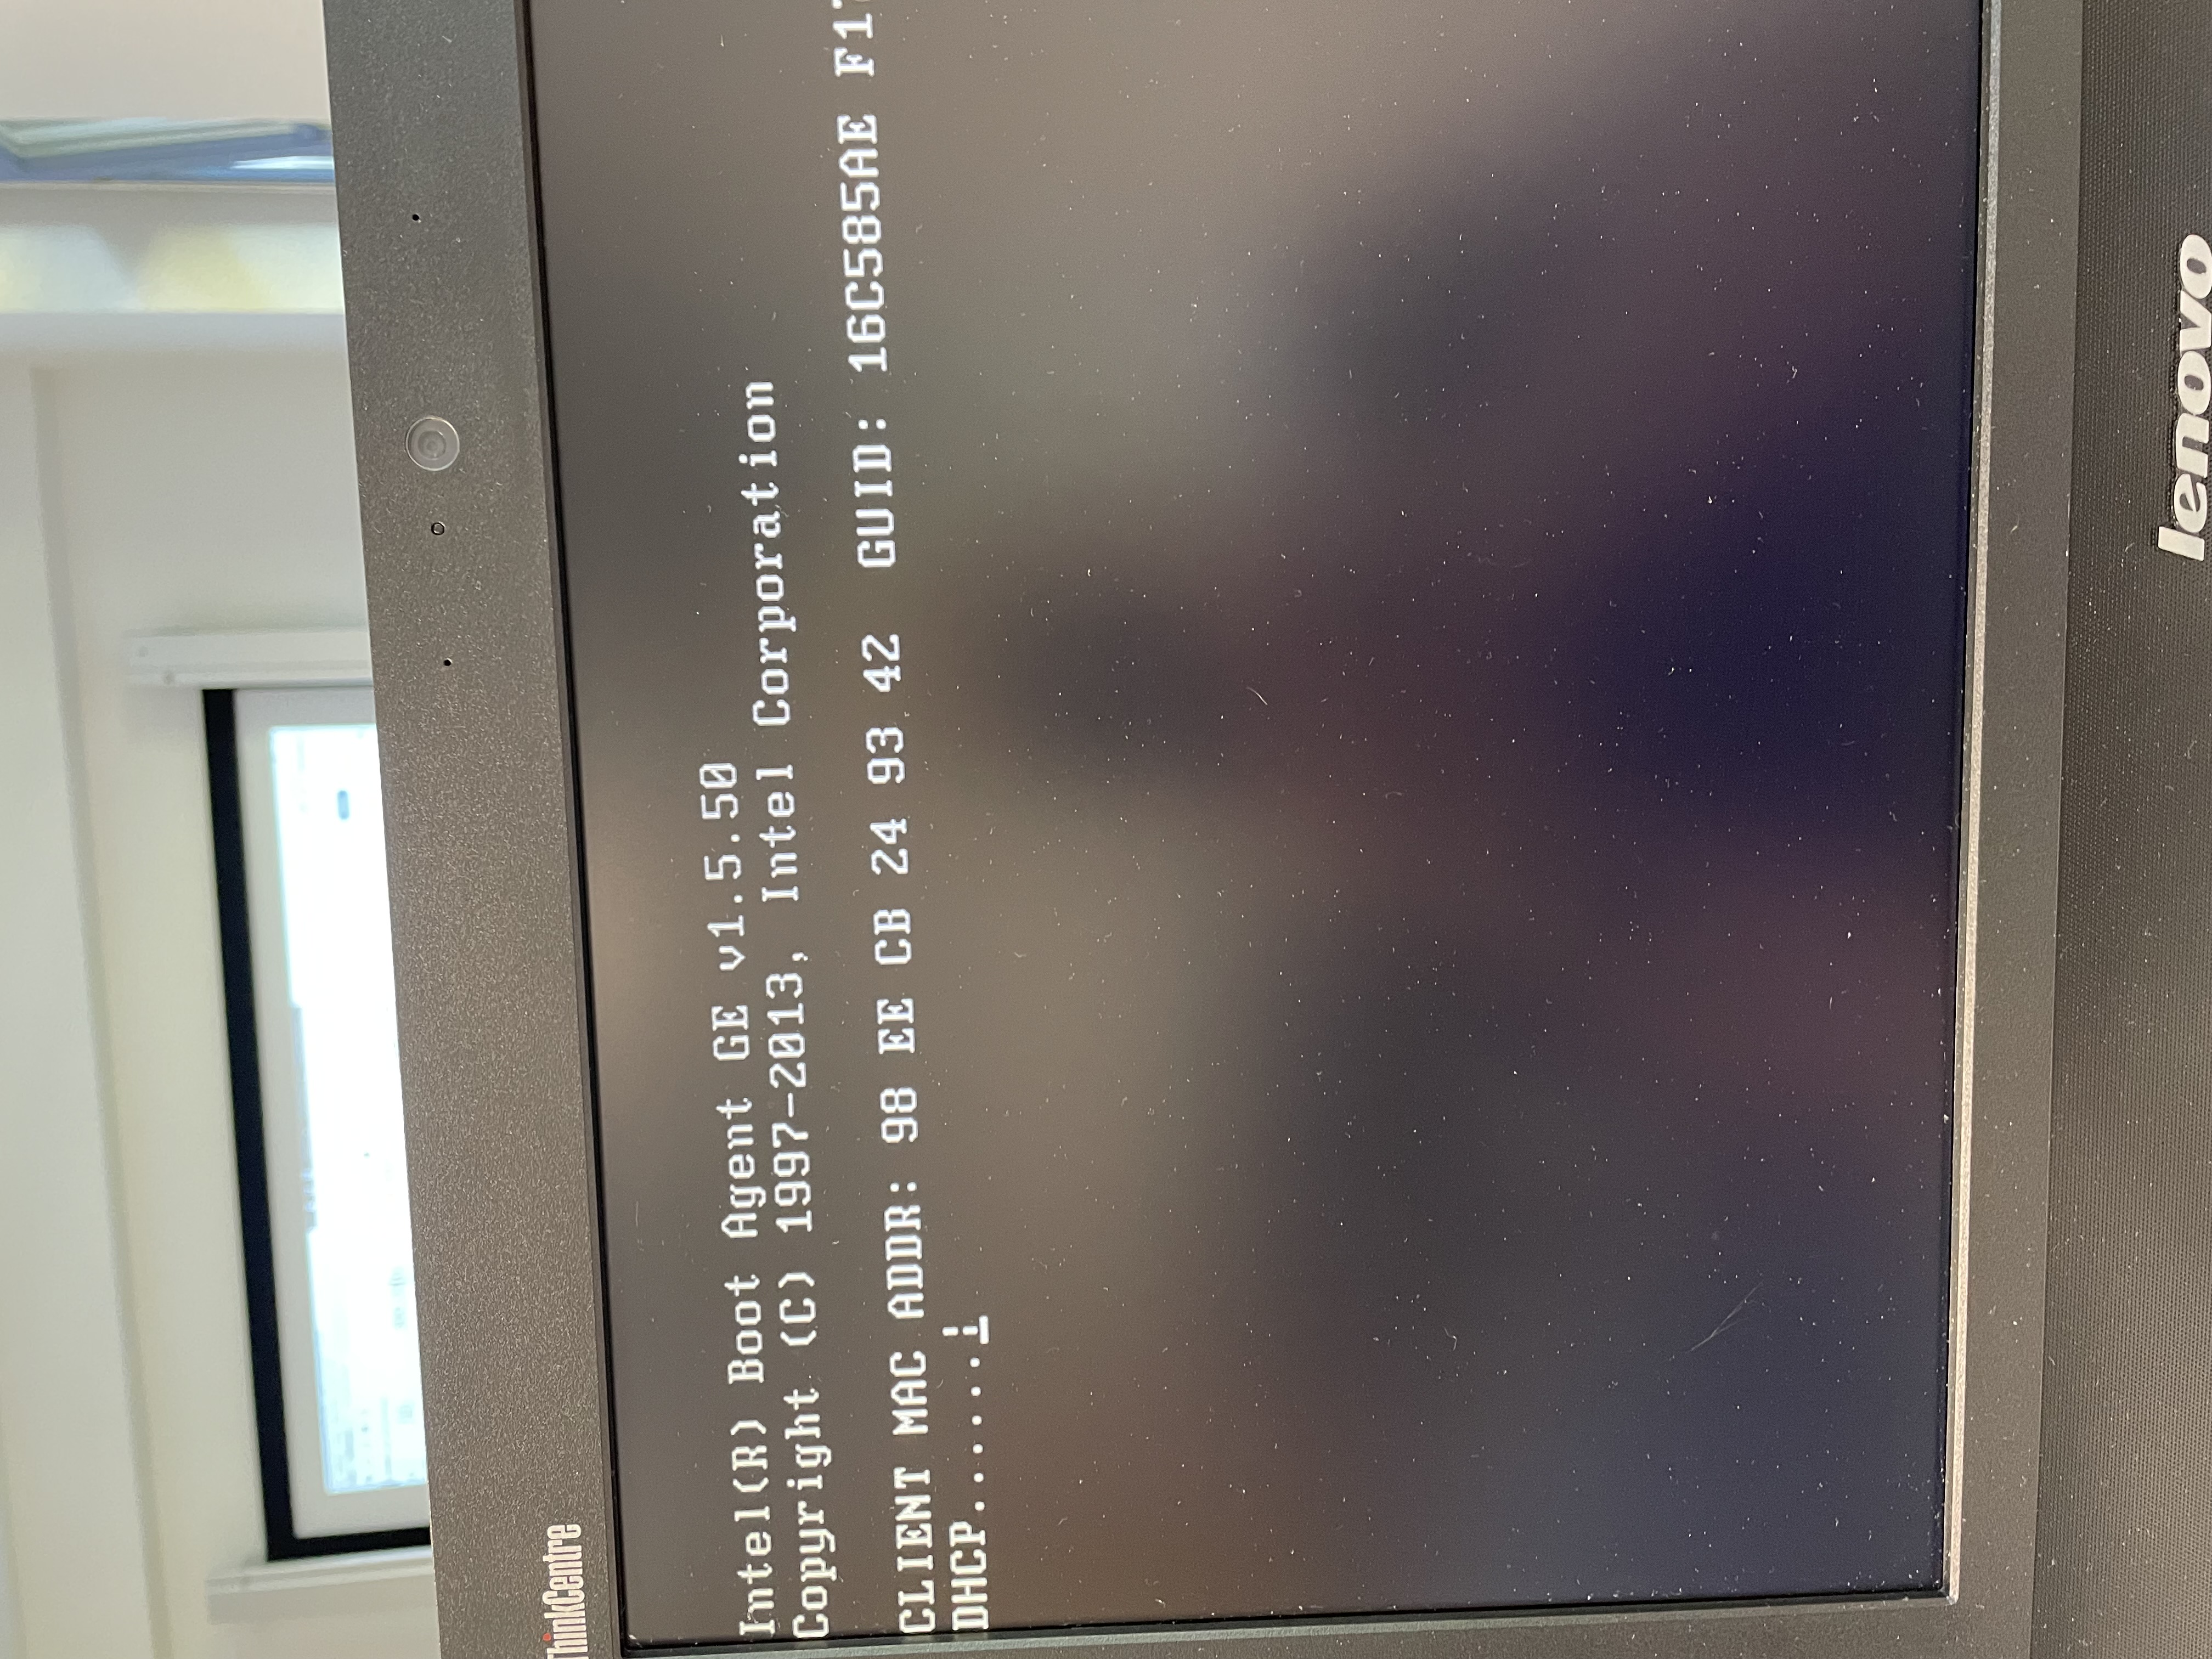 ThinkCentre
Intel(R) Boot Agent GE v1.5.50
Copyright (C) 1997-2013, Intel Corporation
CLIENT MAC ADDR: 98 EE CB 24 93 42  GUID: 16C585AE
DHCP......
lenovo